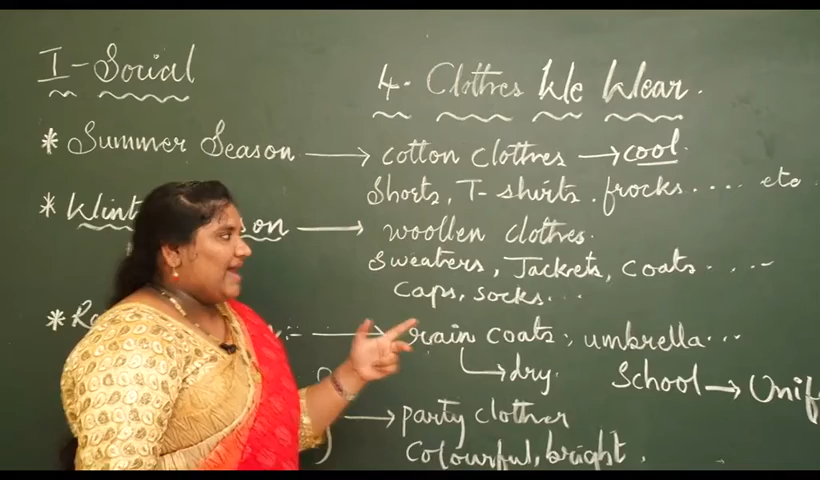 I - Social
4. Clothes We Wear.
* Summer Season → cotton clothes → cool.
Shorts, T-shirts, frocks.... etc
* Wint on → woollen clothes.
Sweaters, Jackets, coats....
Caps, socks...
* → rain coats, umbrella...
→ dry.
School → Unif
→ party clothes
Colourful, bright,